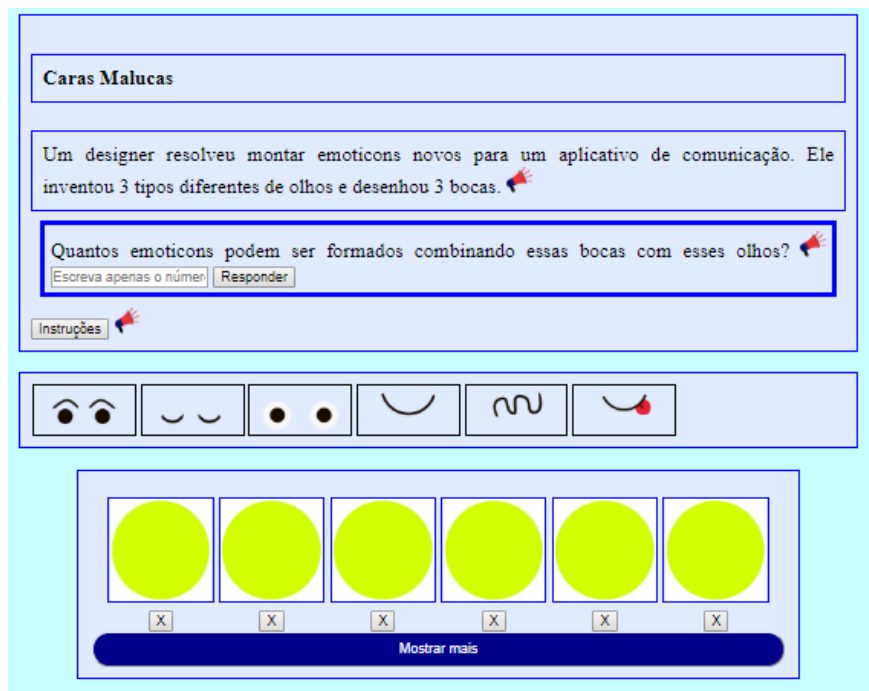 Caras Malucas
Um designer resolveu montar emoticons novos para um aplicativo de comunicação. Ele
inventou 3 tipos diferentes de olhos e desenhou 3 bocas.
Quantos emoticons podem ser formados combinando essas bocas com esses olhos?
Escreva apenas o númer Responder
Instruções
X X X X X X
Mostrar mais